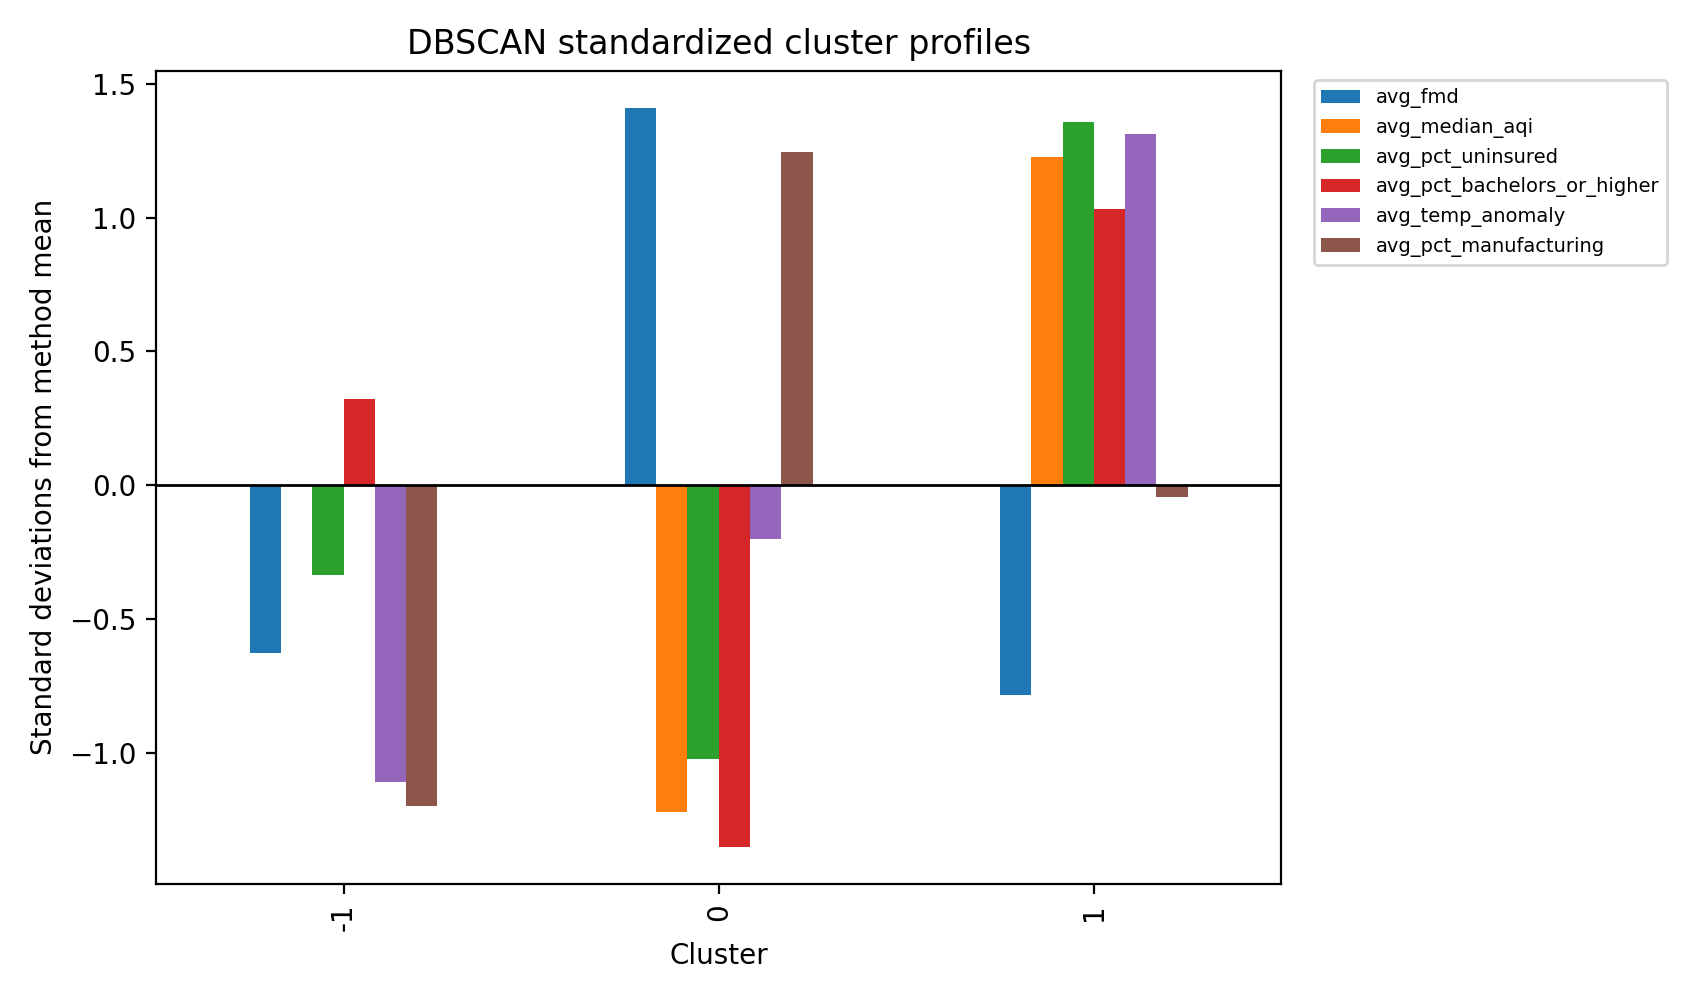 DBSCAN standardized cluster profiles
Standard deviations from method mean
1.5
1.0
0.5
0.0
−0.5
−1.0
-1
0
1
Cluster
avg_fmd
avg_median_aqi
avg_pct_uninsured
avg_pct_bachelors_or_higher
avg_temp_anomaly
avg_pct_manufacturing